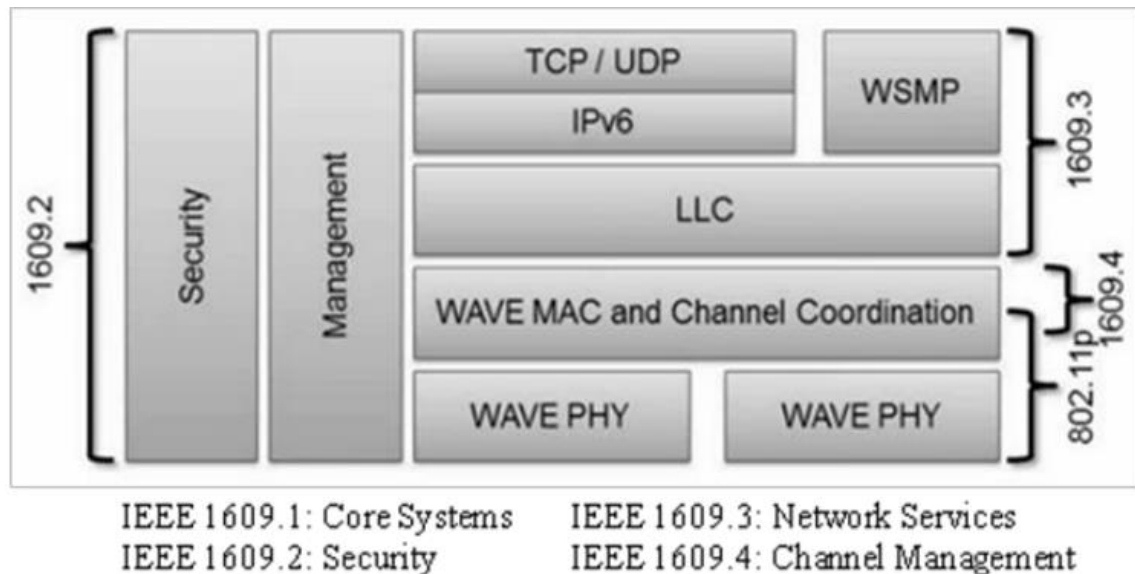 1609.2
Security
Management
TCP / UDP
IPv6
WSMP
LLC
WAVE MAC and Channel Coordination
WAVE PHY
WAVE PHY
1609.3
1609.4
802.11p
IEEE 1609.1: Core Systems
IEEE 1609.3: Network Services
IEEE 1609.2: Security
IEEE 1609.4: Channel Management